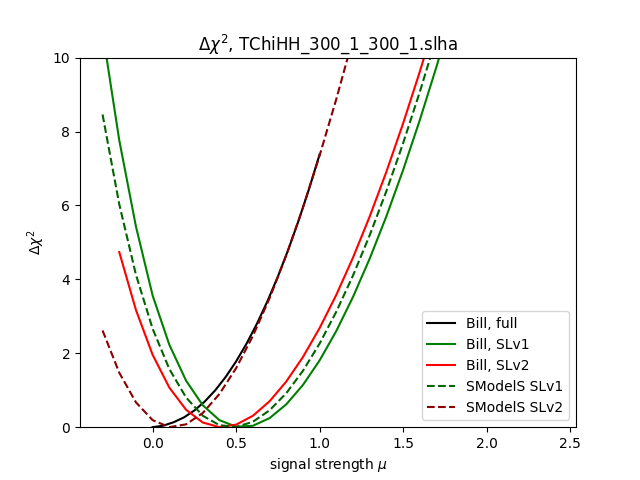 Δχ², TChiHH_300_1_300_1.slha
10
8
6
4
2
0
Δχ²
0.0 0.5 1.0 1.5 2.0 2.5
signal strength μ
Bill, full
Bill, SLv1
Bill, SLv2
SModelS SLv1
SModelS SLv2